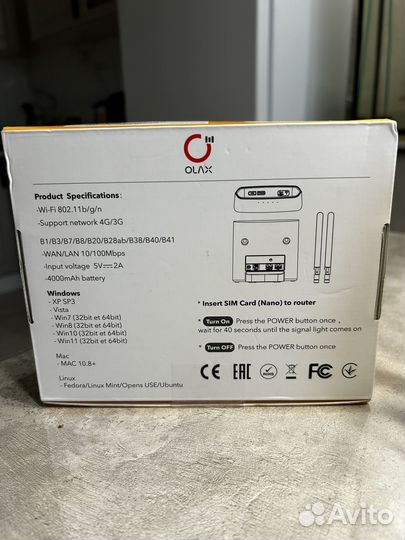 OLAX
Product Specifications:
-Wi-Fi 802.11b/g/n
-Support network 4G/3G
B1/B3/B7/B8/B20/B28ab/B38/B40/B41
-WAN/LAN 10/100Mbps
-Input voltage 5V⎓2A
-4000mAh battery
Windows
- XP SP3
- Vista
- Win7 (32bit et 64bit)
- Win8 (32bit et 64bit)
- Win10 (32bit et 64bit)
- Win11 (32bit et 64bit)
Mac
- MAC 10.8+
Linux
- Fedora/Linux Mint/Opens USE/Ubuntu
* Insert SIM Card (Nano) to router
* Turn On Press the POWER button once ,
wait for 40 seconds until the signal light comes on
* Turn OFF Press the POWER button once
CE EAC RoHS FC
Avito